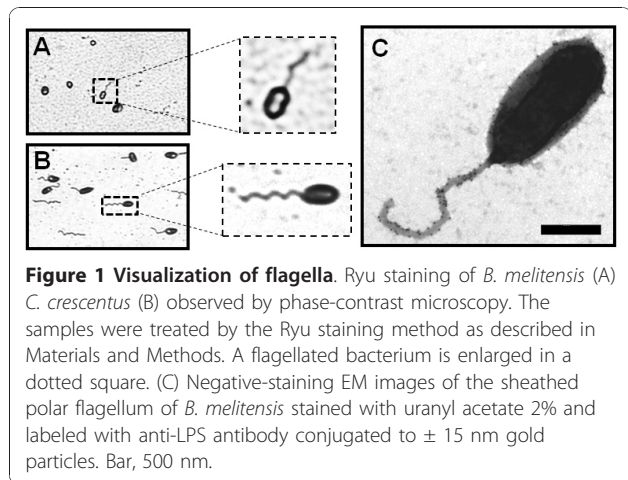 A
B
C
Figure 1 Visualization of flagella. Ryu staining of B. melitensis (A)
C. crescentus (B) observed by phase-contrast microscopy. The
samples were treated by the Ryu staining method as described in
Materials and Methods. A flagellated bacterium is enlarged in a
dotted square. (C) Negative-staining EM images of the sheathed
polar flagellum of B. melitensis stained with uranyl acetate 2% and
labeled with anti-LPS antibody conjugated to ± 15 nm gold
particles. Bar, 500 nm.